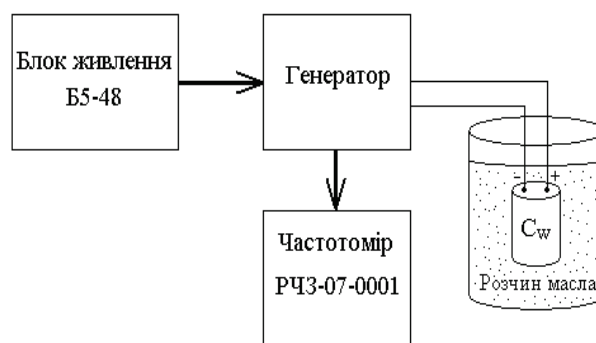 Блок живлення
Б5-48
Генератор
- +
C_W
Розчин масла
Частотомір
РЧЗ-07-0001